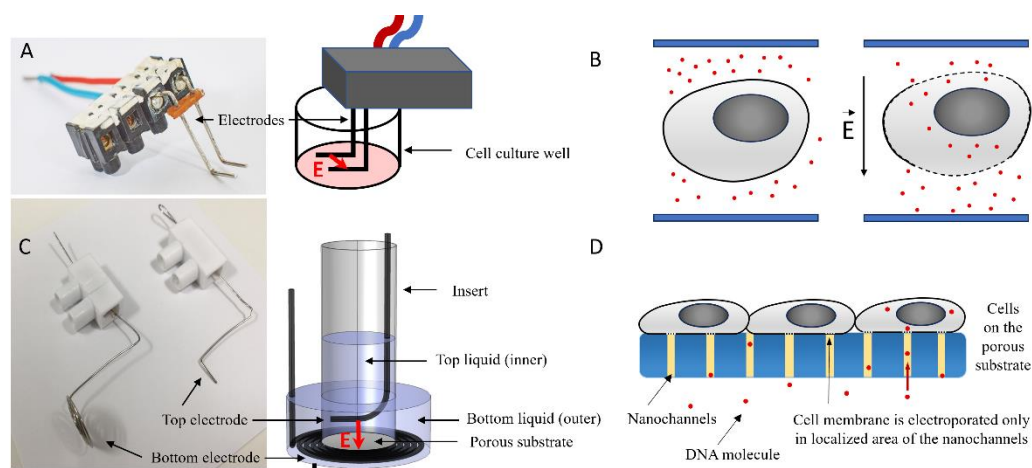 A
Electrodes
Cell culture well
E
B
E
C
Insert
Top liquid (inner)
Top electrode
Bottom liquid (outer)
E
Porous substrate
Bottom electrode
D
Cells
on the
porous
substrate
Nanochannels
DNA molecule
Cell membrane is electroporated only
in localized area of the nanochannels